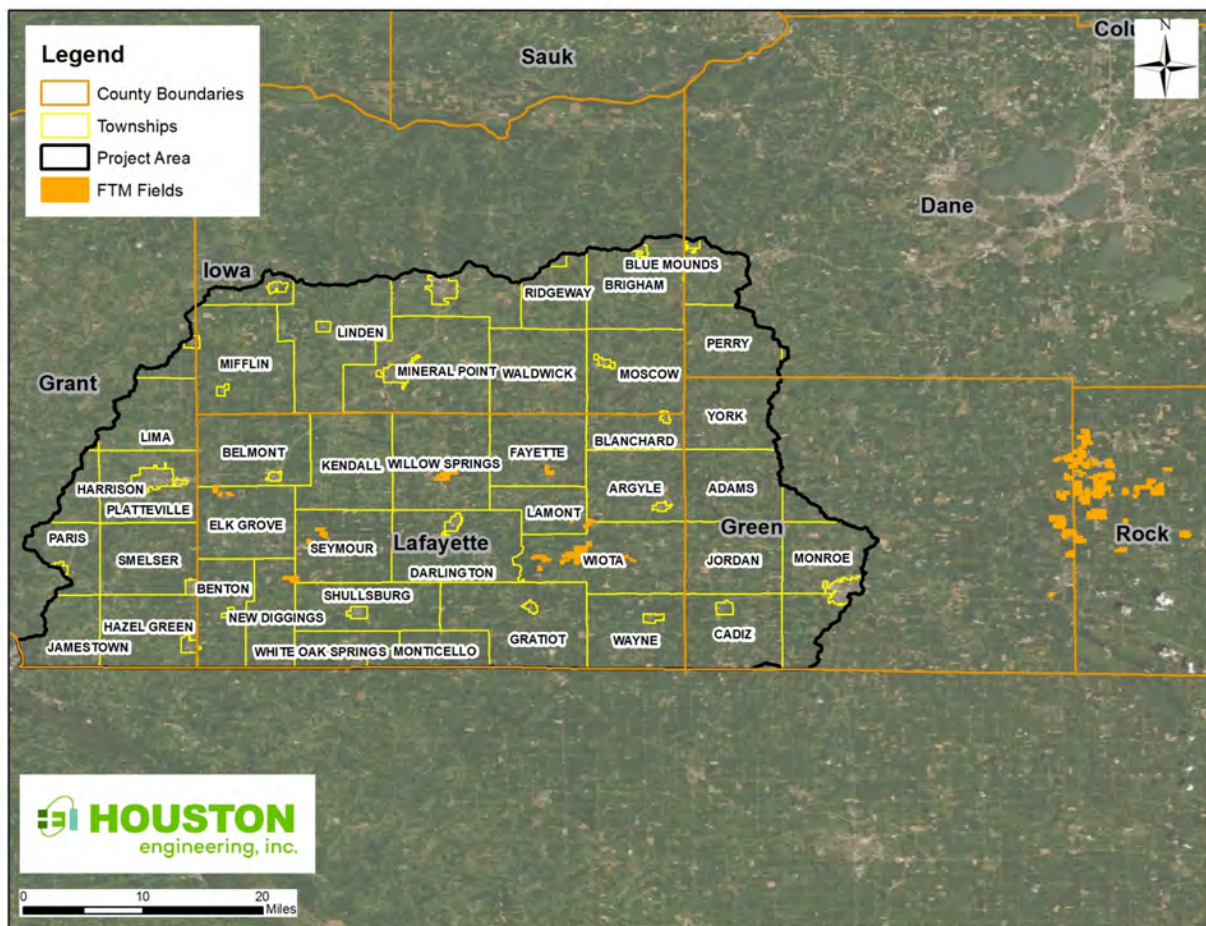 Legend
County Boundaries
Townships
Project Area
FTM Fields
Sauk
N
Dane
Iowa
BLUE MOUNDS
RIDGEWAY
BRIGHAM
LINDEN
PERRY
MIFFLIN
MINERAL POINT
WALDWICK
MOSCOW
Grant
YORK
LIMA
BELMONT
BLANCHARD
KENDALL
WILLOW SPRINGS
FAYETTE
HARRISON
ARGYLE
ADAMS
PLATTEVILLE
LAMONT
ELK GROVE
Green
Rock
PARIS
SEYMOUR
Lafayette
SMELSER
WIOTA
JORDAN
MONROE
DARLINGTON
BENTON
SHULLSBURG
NEW DIGGINGS
HAZEL GREEN
GRATIOT
WAYNE
CADIZ
JAMESTOWN
WHITE OAK SPRINGS
MONTICELLO
HOUSTON
engineering, inc.
0 10 20
Miles